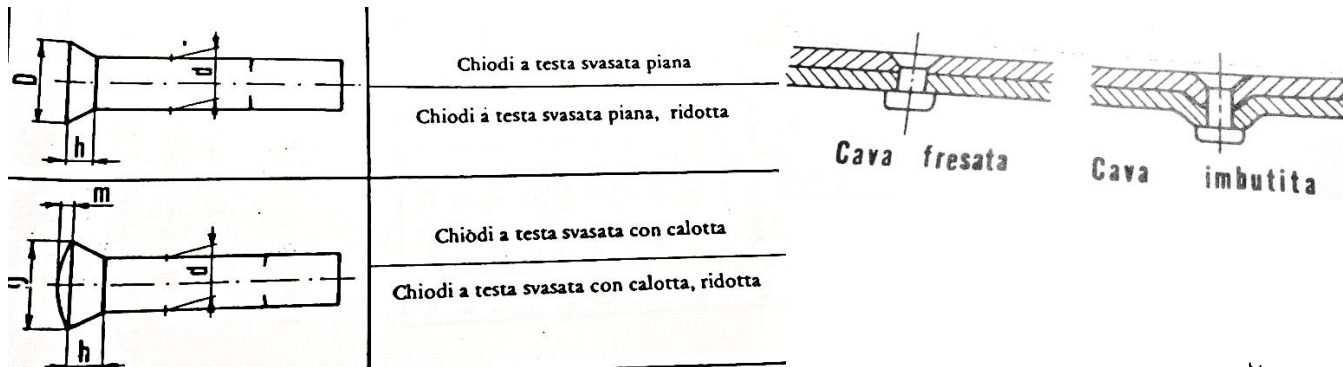 D
d
h
Chiodi a testa svasata piana
Chiodi a testa svasata piana, ridotta
m
d
h
Chiodi a testa svasata con calotta
Chiodi a testa svasata con calotta, ridotta
Cava fresata
Cava imbutita